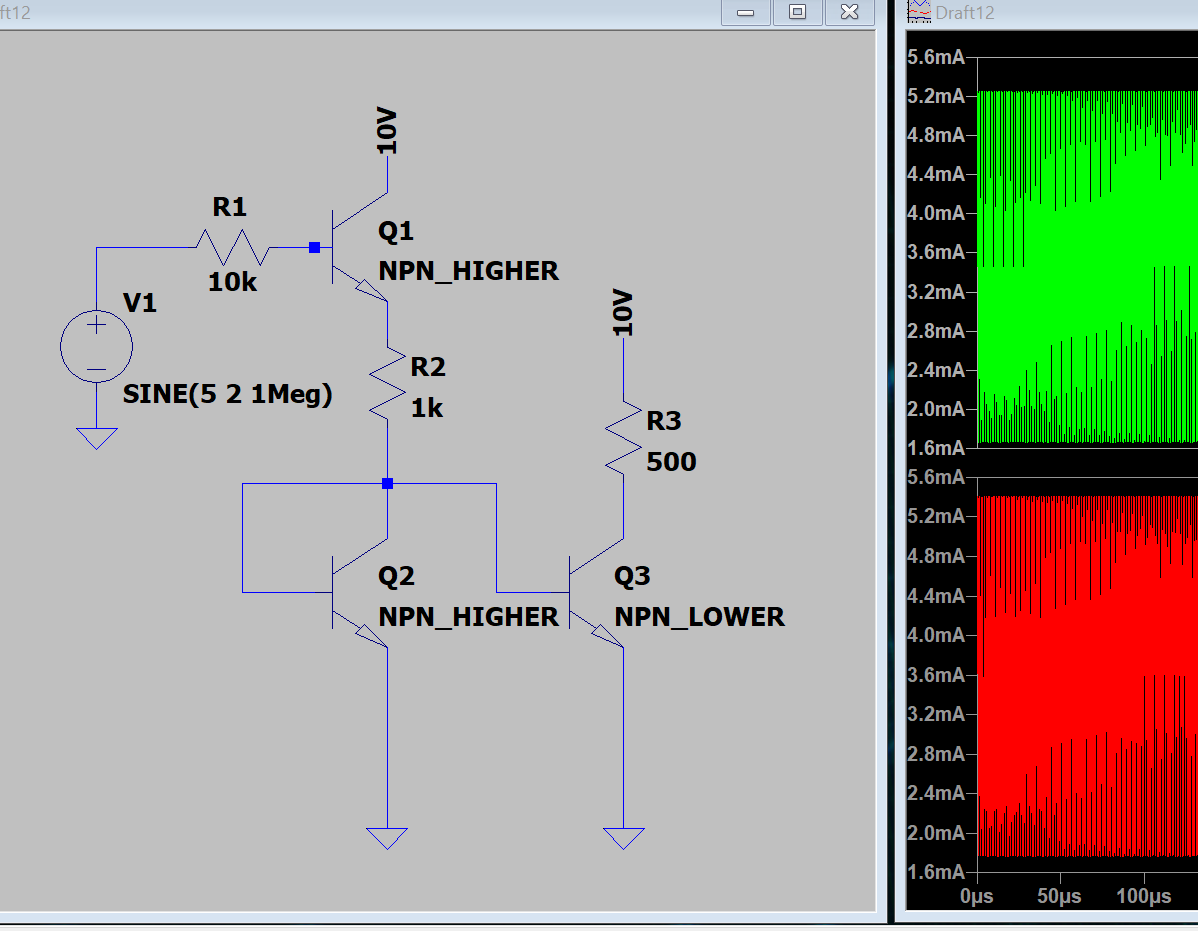 ft12
10V
R1
10k
Q1
NPN_HIGHER
V1
SINE(5 2 1Meg)
R2
1k
10V
R3
500
Q2
NPN_HIGHER
Q3
NPN_LOWER
Draft12
5.6mA
5.2mA
4.8mA
4.4mA
4.0mA
3.6mA
3.2mA
2.8mA
2.4mA
2.0mA
1.6mA
5.6mA
5.2mA
4.8mA
4.4mA
4.0mA
3.6mA
3.2mA
2.8mA
2.4mA
2.0mA
1.6mA
0µs 50µs 100µs